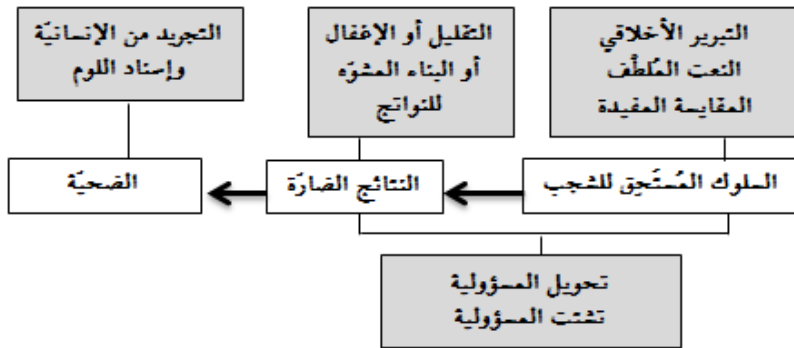 التبرير الأخلاقي
النعت المُلطَّف
المقايسة المفيدة
التقليل أو الإغفال
أو البناء المشوّه
للنواتج
التجريد من الإنسانيّة
وإسناد اللوم
السلوك المُستَحِق للشجب
النتائج الضارّة
الضحيّة
تحويل المسؤولية
تشتت المسؤولية